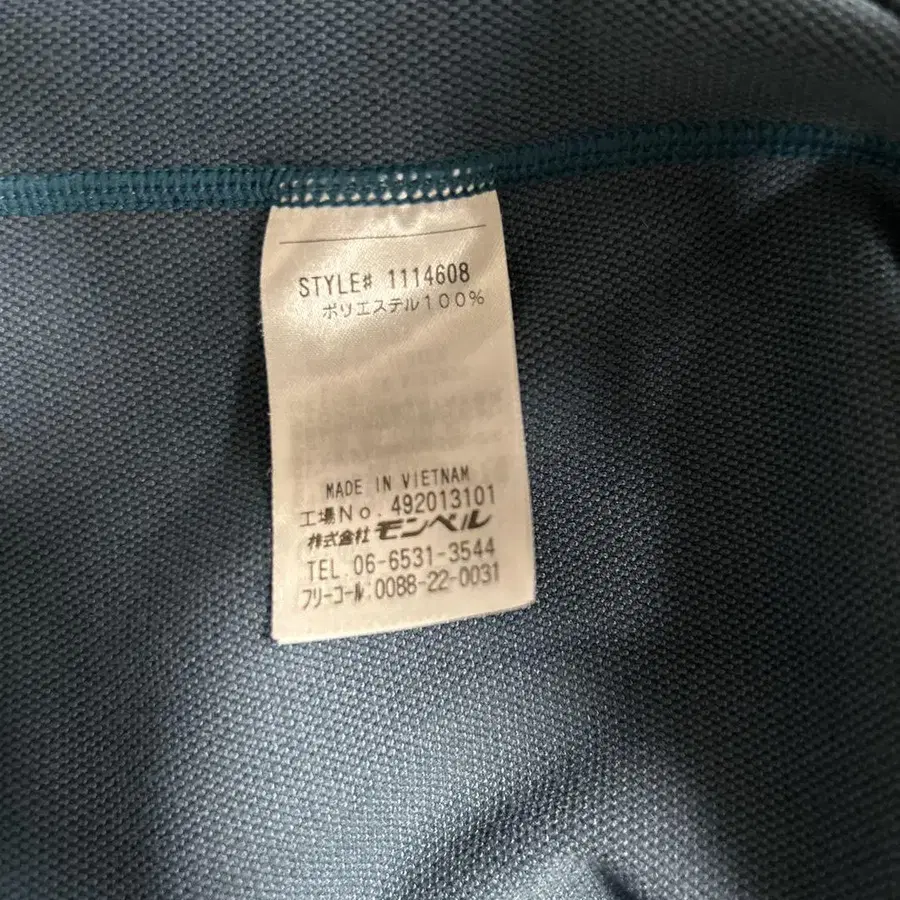 STYLE# 1114608
ポリエステル100%
MADE IN VIETNAM
工場No. 492013101
株式会社 モンベル
TEL. 06-6531-3544
フリーコール:0088-22-0031